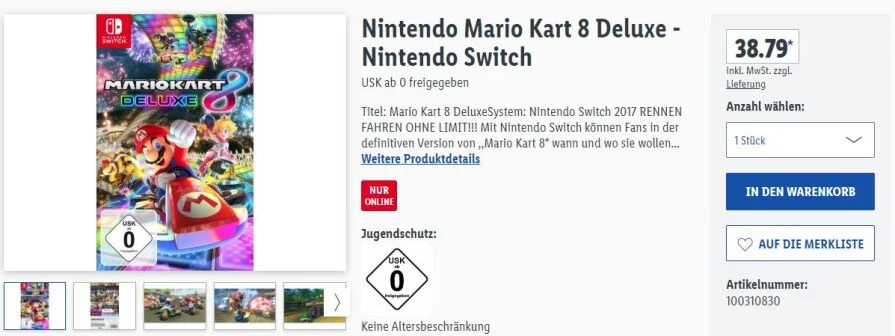 NINTENDO
SWITCH
MARIOKART
8
DELUXE
USK
ab
0
freigegeben
Nintendo Mario Kart 8 Deluxe -
Nintendo Switch
USK ab 0 freigegeben
Titel: Mario Kart 8 DeluxeSystem: Nintendo Switch 2017 RENNEN
FAHREN OHNE LIMIT!!! Mit Nintendo Switch können Fans in der
definitiven Version von „Mario Kart 8" wann und wo sie wollen...
Weitere Produktdetails
NUR
ONLINE
Jugendschutz:
USK
ab
0
freigegeben
Keine Altersbeschränkung
38.79*
inkl. MwSt. zzgl.
Lieferung
Anzahl wählen:
1 Stück
IN DEN WARENKORB
AUF DIE MERKLISTE
Artikelnummer:
100310830